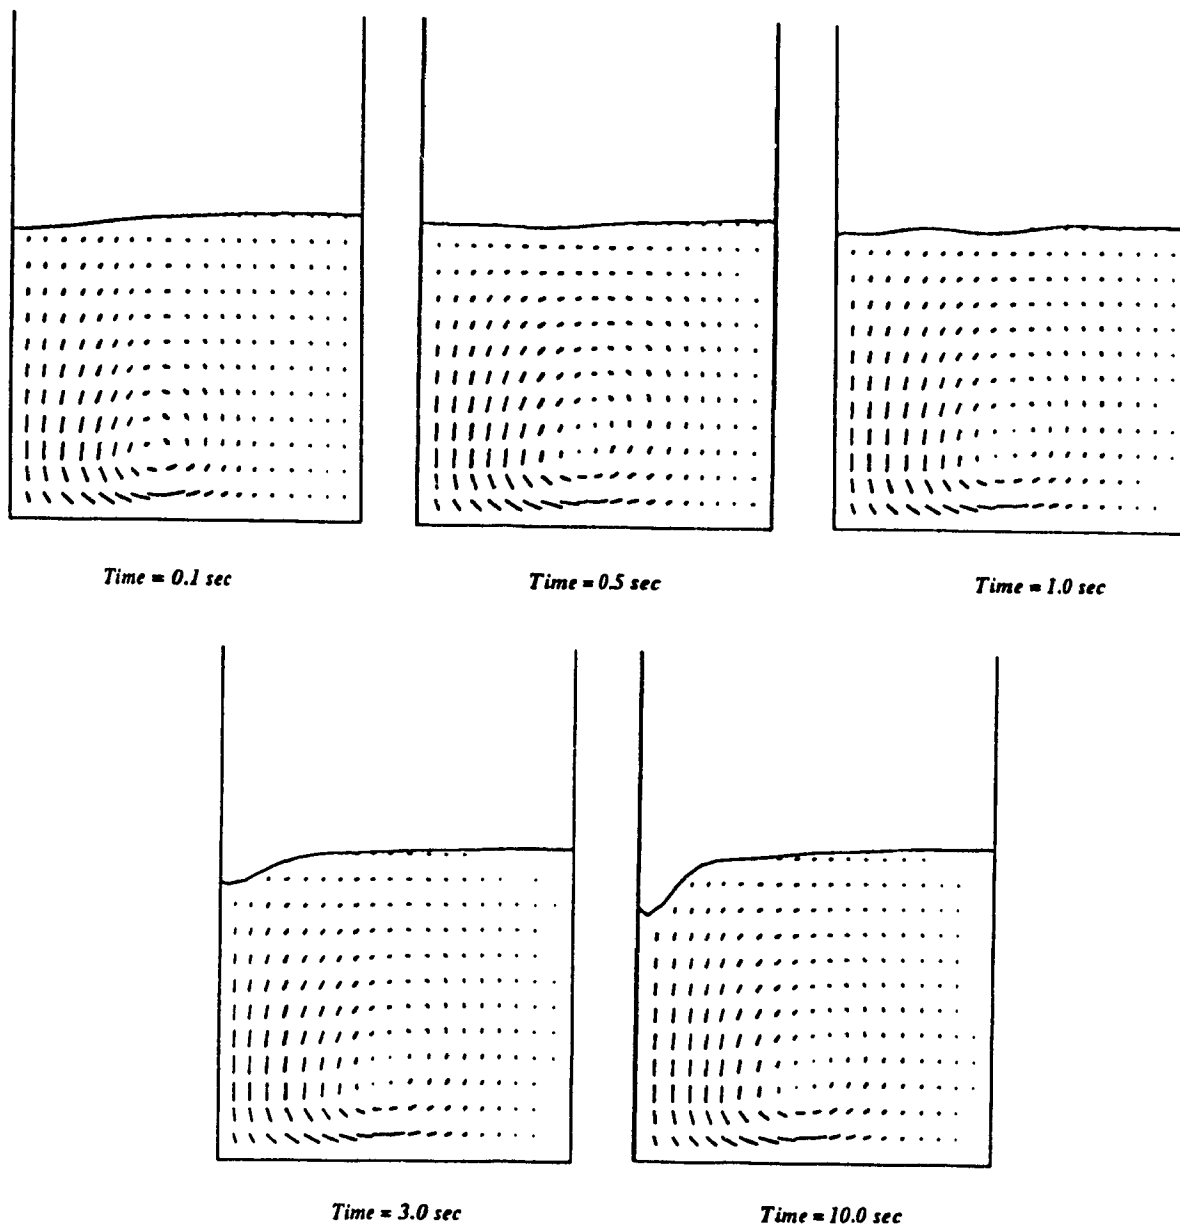 Time = 0.1 sec
Time = 0.5 sec
Time = 1.0 sec
Time = 3.0 sec
Time = 10.0 sec